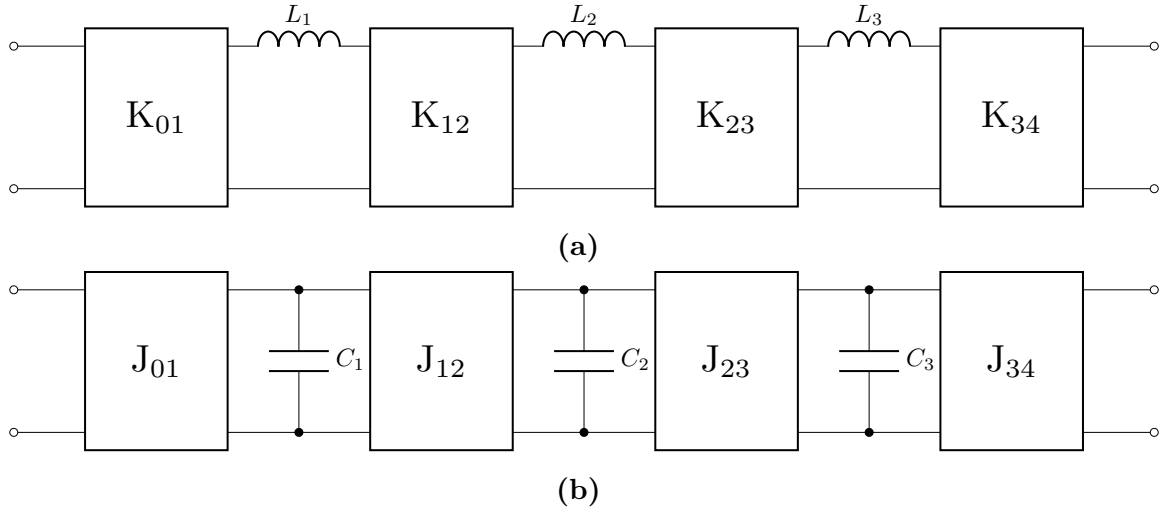 L₁ L₂ L₃
K₀₁ K₁₂ K₂₃ K₃₄
(a)
J₀₁ C₁ J₁₂ C₂ J₂₃ C₃ J₃₄
(b)